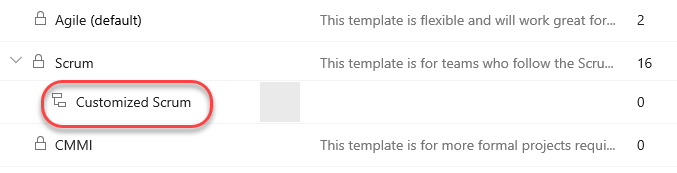 Agile (default) This template is flexible and will work great for... 2
Scrum This template is for teams who follow the Scru... 16
Customized Scrum 0
CMMI This template is for more formal projects requi... 0